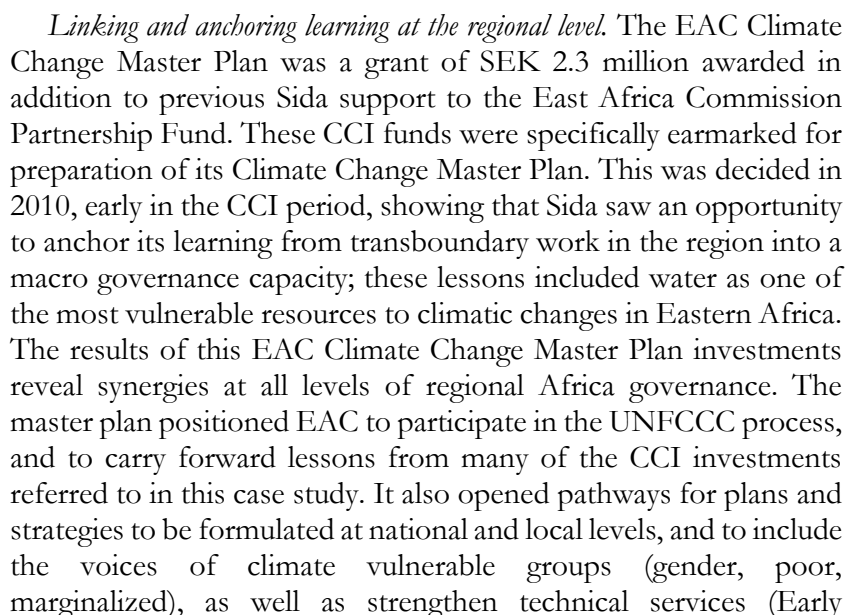 Linking and anchoring learning at the regional level. The EAC Climate
Change Master Plan was a grant of SEK 2.3 million awarded in
addition to previous Sida support to the East Africa Commission
Partnership Fund. These CCI funds were specifically earmarked for
preparation of its Climate Change Master Plan. This was decided in
2010, early in the CCI period, showing that Sida saw an opportunity
to anchor its learning from transboundary work in the region into a
macro governance capacity; these lessons included water as one of
the most vulnerable resources to climatic changes in Eastern Africa.
The results of this EAC Climate Change Master Plan investments
reveal synergies at all levels of regional Africa governance. The
master plan positioned EAC to participate in the UNFCCC process,
and to carry forward lessons from many of the CCI investments
referred to in this case study. It also opened pathways for plans and
strategies to be formulated at national and local levels, and to include
the voices of climate vulnerable groups (gender, poor,
marginalized), as well as strengthen technical services (Early